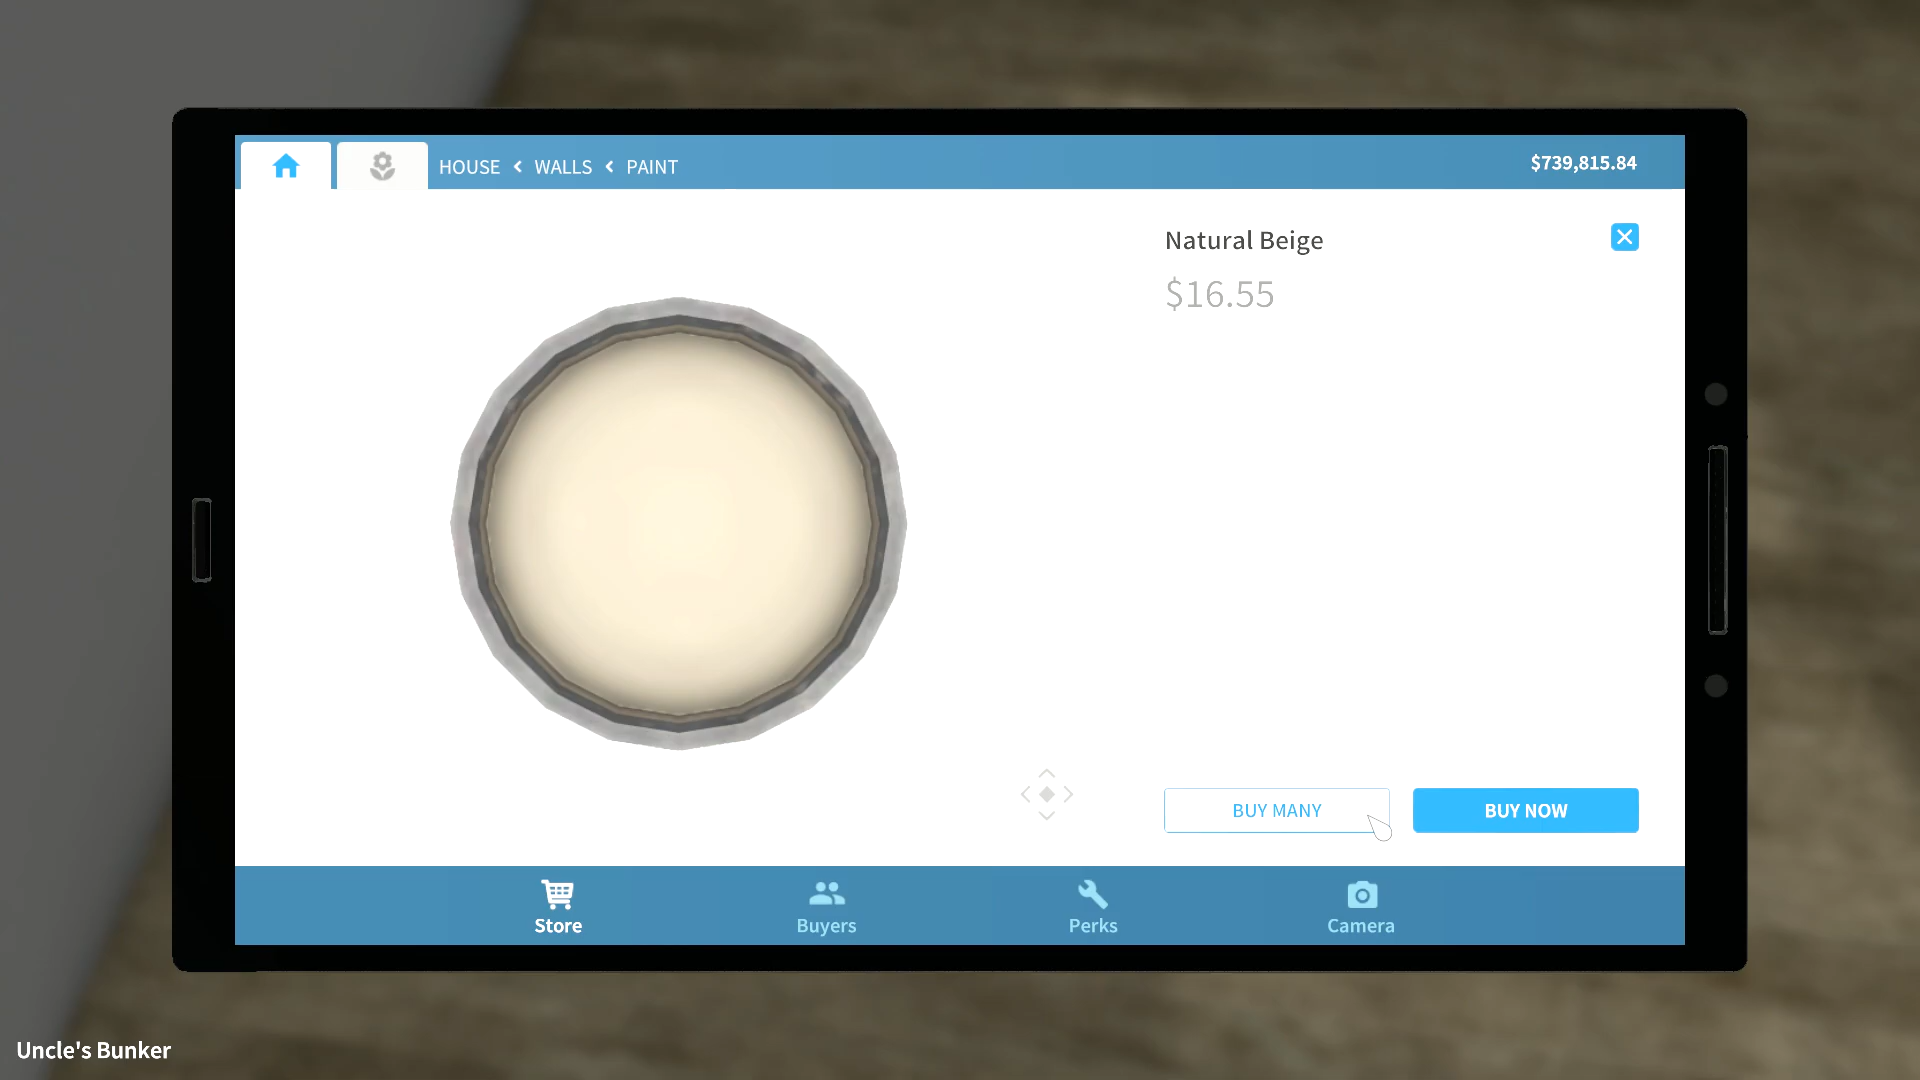 HOUSE < WALLS < PAINT
$739,815.84
Natural Beige
$16.55
BUY MANY
BUY NOW
Store
Buyers
Perks
Camera
Uncle's Bunker